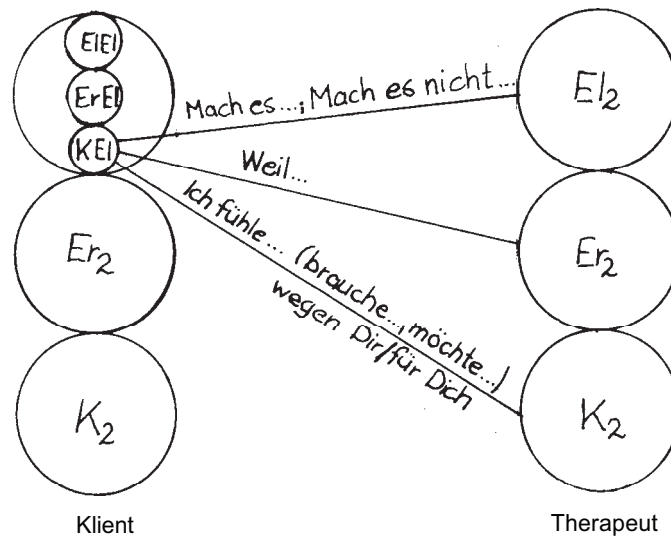 ElEl
ErEl
KEl
Mach es...; Mach es nicht...
El2
Weil...
Ich fühle... (brauche..., möchte...)
wegen Dir/für Dich
Er2
Er2
K2
K2
Klient
Therapeut